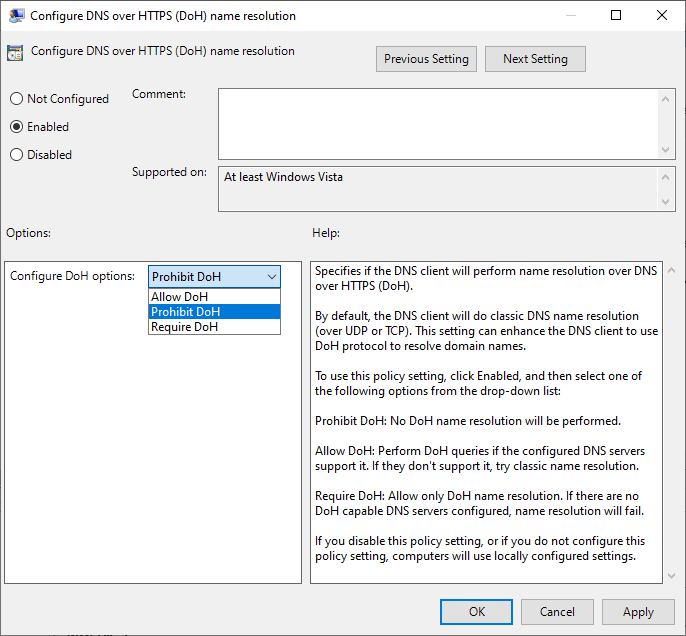 Configure DNS over HTTPS (DoH) name resolution
Configure DNS over HTTPS (DoH) name resolution
Previous Setting
Next Setting
Not Configured
Enabled
Disabled
Comment:
Supported on:
At least Windows Vista
Options:
Help:
Configure DoH options:
Prohibit DoH
Allow DoH
Prohibit DoH
Require DoH
Specifies if the DNS client will perform name resolution over DNS
over HTTPS (DoH).
By default, the DNS client will do classic DNS name resolution
(over UDP or TCP). This setting can enhance the DNS client to use
DoH protocol to resolve domain names.
To use this policy setting, click Enabled, and then select one of
the following options from the drop-down list:
Prohibit DoH: No DoH name resolution will be performed.
Allow DoH: Perform DoH queries if the configured DNS servers
support it. If they don't support it, try classic name resolution.
Require DoH: Allow only DoH name resolution. If there are no
DoH capable DNS servers configured, name resolution will fail.
If you disable this policy setting, or if you do not configure this
policy setting, computers will use locally configured settings.
OK
Cancel
Apply